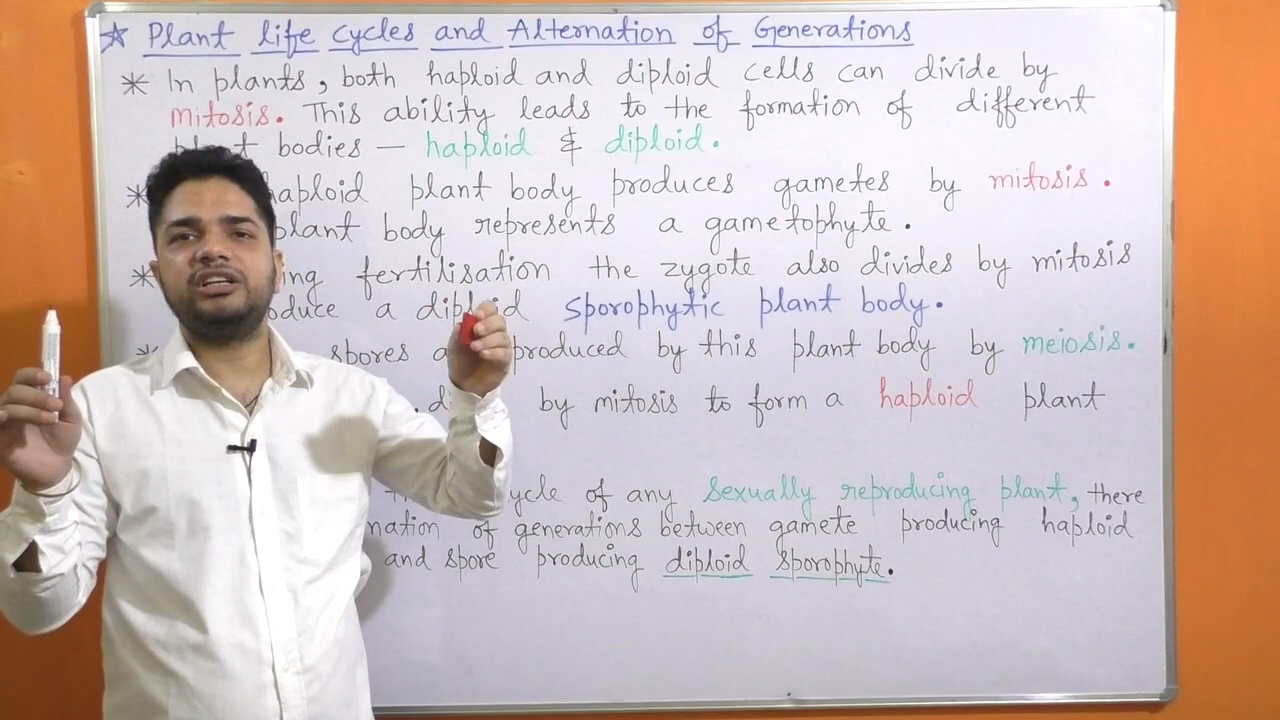 ★ Plant life cycles and Alternation of Generations
* In plants, both haploid and diploid cells can divide by
mitosis. This ability leads to the formation of different
bodies — haploid & diploid.
* haploid plant body produces gametes by mitosis.
plant body represents a gametophyte.
* fertilisation the zygote also divides by mitosis
a diploid sporophytic plant body.
* spores produced by this plant body by meiosis.
by mitosis to form a haploid plant
of any sexually reproducing plant, there
of generations between gamete producing haploid
and spore producing diploid sporophyte.